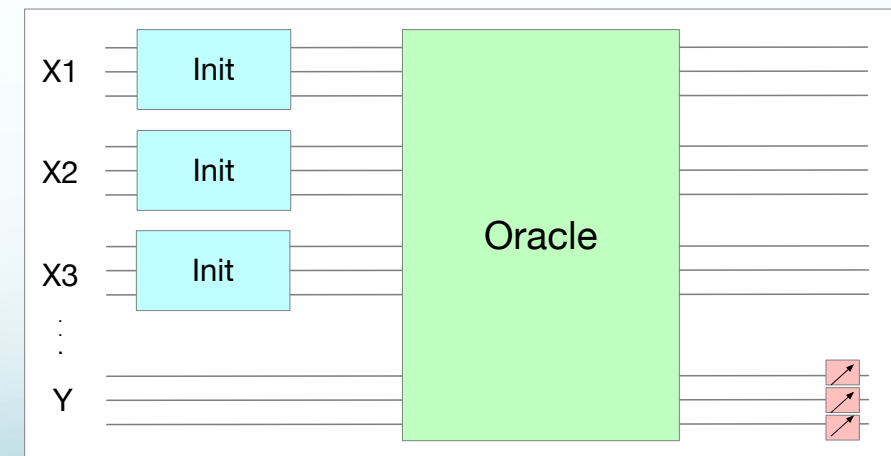 X1
Init
X2
Init
Oracle
X3
Init
.
.
.
Y